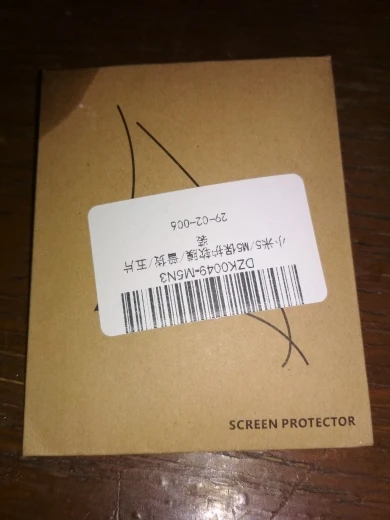 DZK0049-M5N3
小米5/M5保护软膜/普货/五片
装
29-02-006
SCREEN PROTECTOR